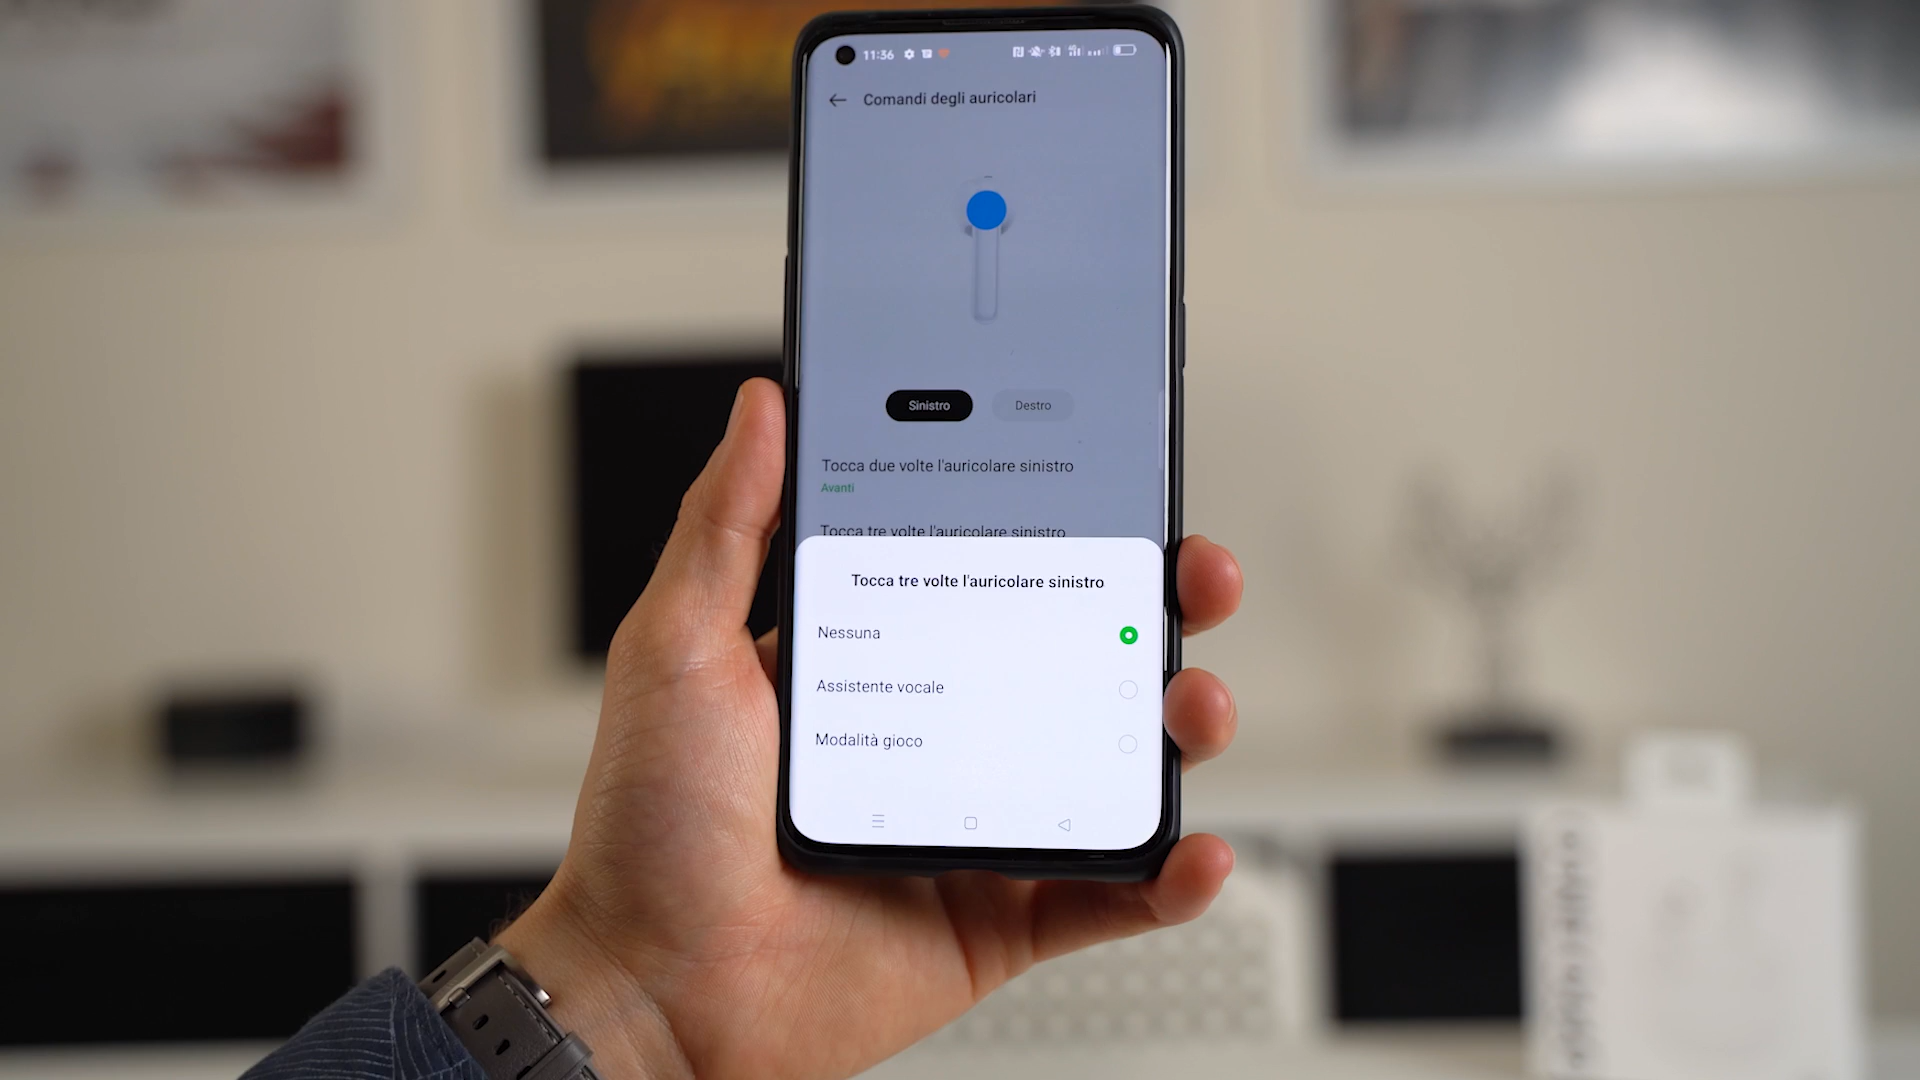 11:36
Comandi degli auricolari
Sinistro
Destro
Tocca due volte l'auricolare sinistro
Avanti
Tocca tre volte l'auricolare sinistro
Tocca tre volte l'auricolare sinistro
Nessuna
Assistente vocale
Modalità gioco